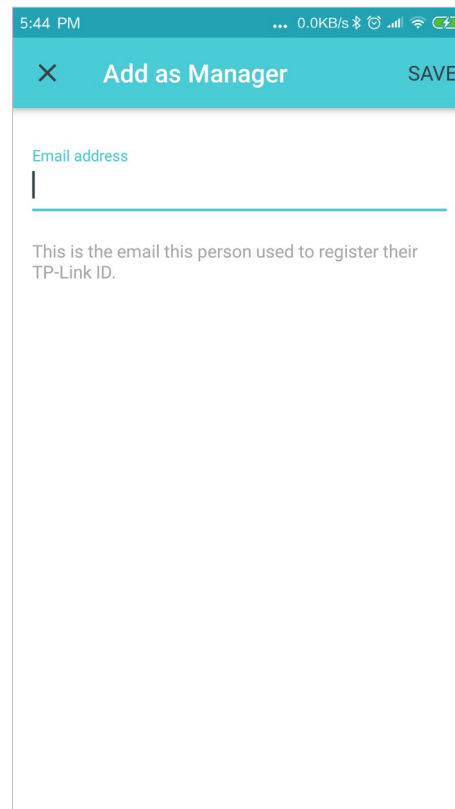 5:44 PM ... 0.0KB/s
Add as Manager SAVE
Email address
This is the email this person used to register their
TP-Link ID.